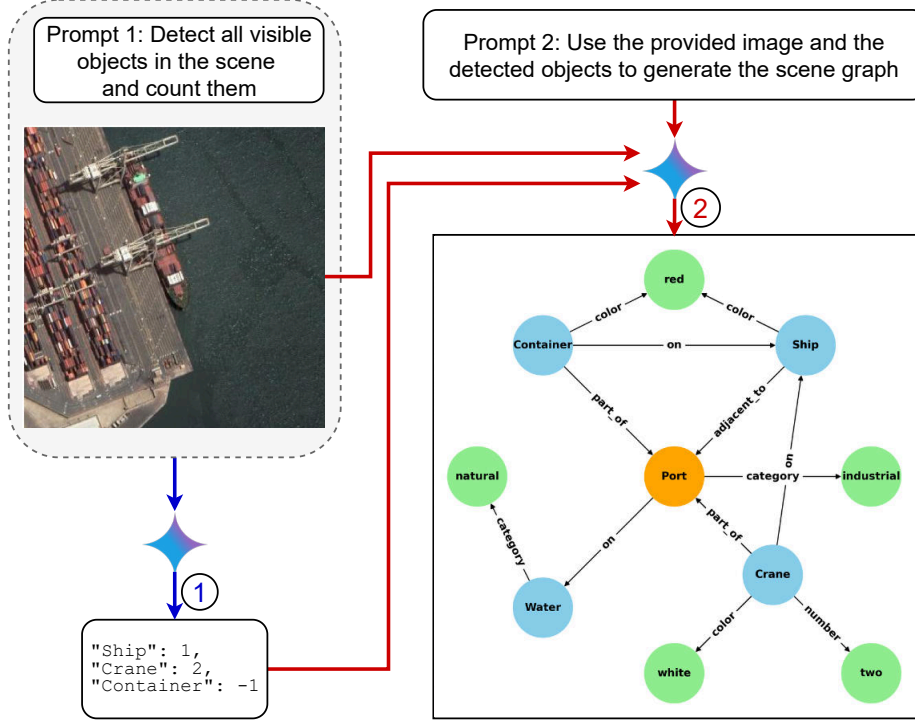 Prompt 1: Detect all visible
objects in the scene
and count them
Prompt 2: Use the provided image and the
detected objects to generate the scene graph
2
red
color
color
Container
on
Ship
part_of
adjacent_to
on
natural
Port
category
industrial
category
on
part_of
Crane
Water
color
number
white
two
1
"Ship": 1,
"Crane": 2,
"Container": -1